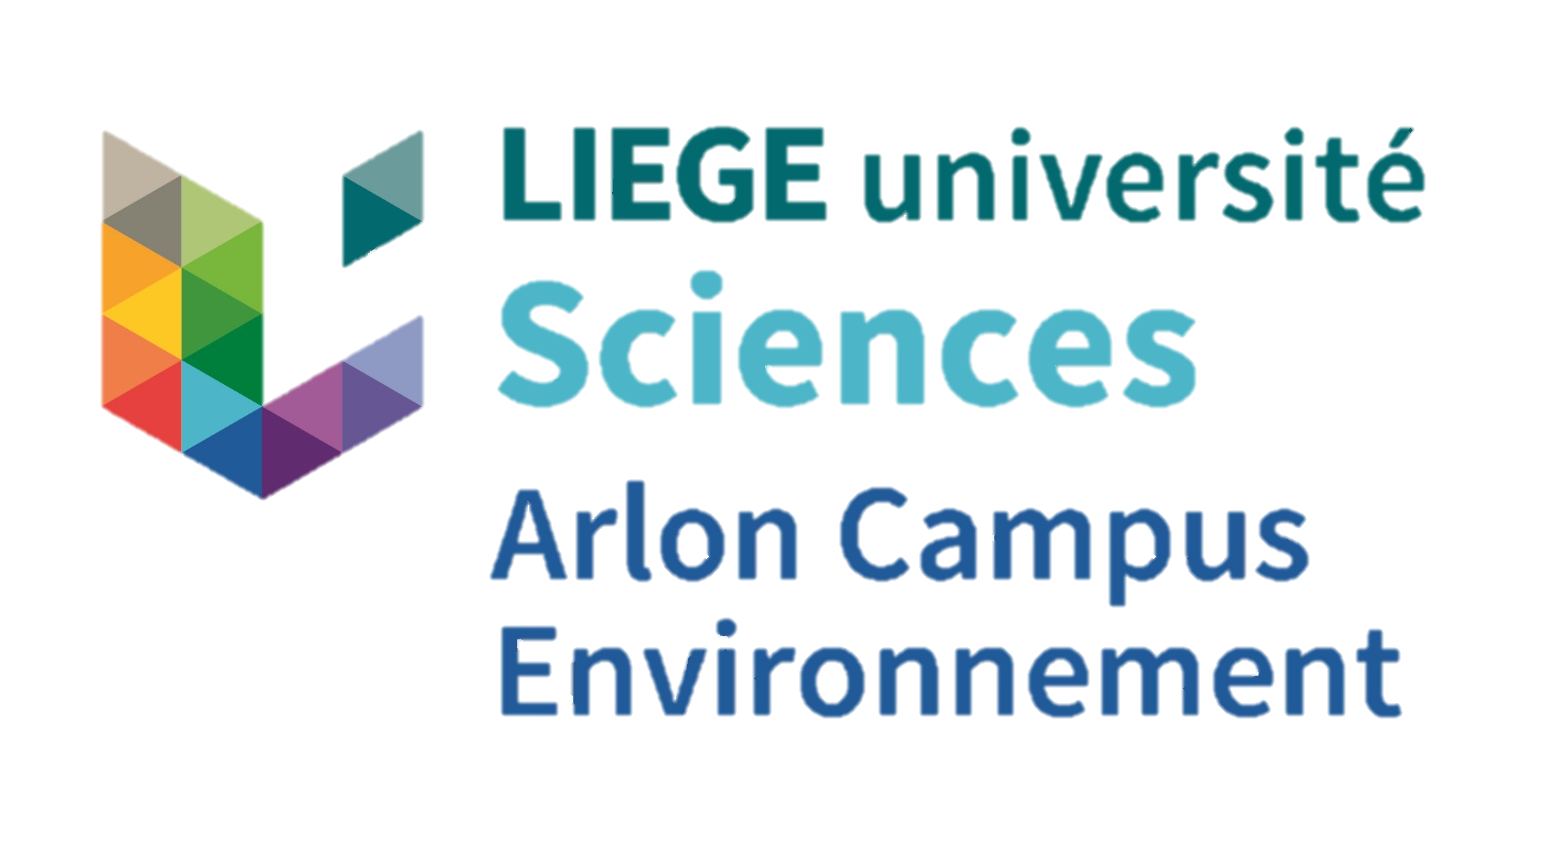 LIEGE université
Sciences
Arlon Campus
Environnement